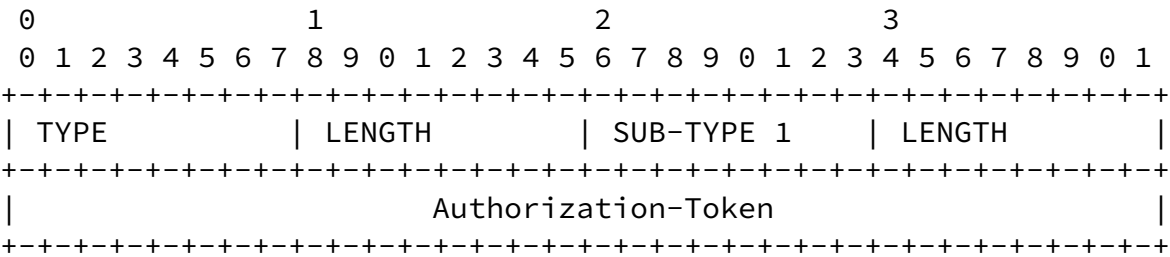 0               1               2               3
 0 1 2 3 4 5 6 7 8 9 0 1 2 3 4 5 6 7 8 9 0 1 2 3 4 5 6 7 8 9 0 1
+-+-+-+-+-+-+-+-+-+-+-+-+-+-+-+-+-+-+-+-+-+-+-+-+-+-+-+-+-+-+-+-+
| TYPE          | LENGTH        | SUB-TYPE 1    | LENGTH        |
+-+-+-+-+-+-+-+-+-+-+-+-+-+-+-+-+-+-+-+-+-+-+-+-+-+-+-+-+-+-+-+-+
|                       Authorization-Token                     |
+-+-+-+-+-+-+-+-+-+-+-+-+-+-+-+-+-+-+-+-+-+-+-+-+-+-+-+-+-+-+-+-+